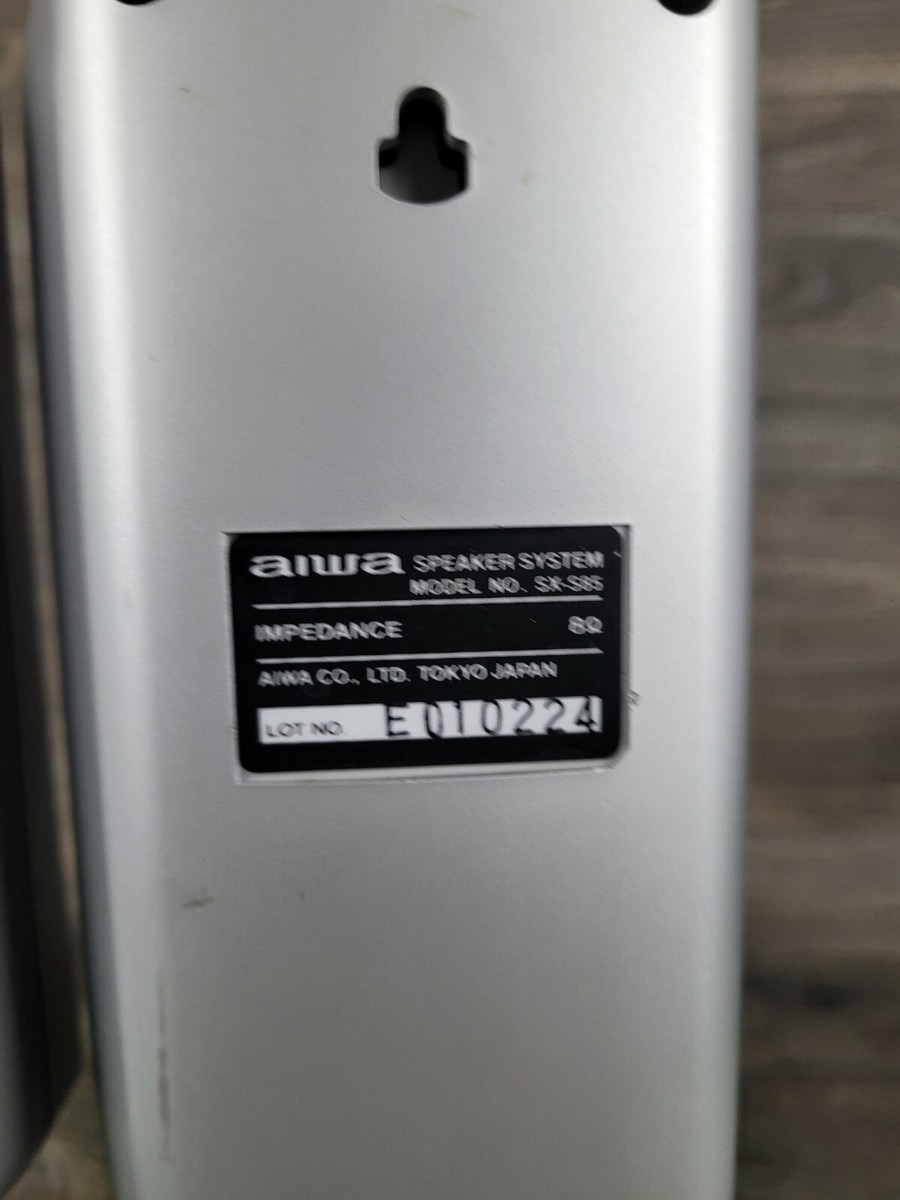 aiwa SPEAKER SYSTEM
MODEL NO. SX-S85
IMPEDANCE 8Ω
AIWA CO., LTD. TOKYO JAPAN
LOT NO. E010224